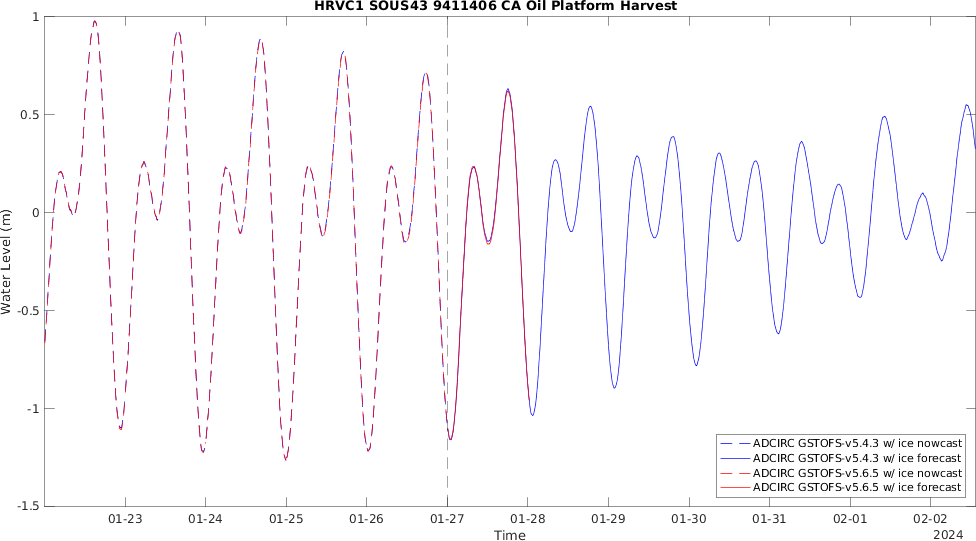 HRVC1 SOUS43 9411406 CA Oil Platform Harvest
1
0.5
0
-0.5
-1
-1.5
Water Level (m)
ADCIRC GSTOFS-v5.4.3 w/ ice nowcast
ADCIRC GSTOFS-v5.4.3 w/ ice forecast
ADCIRC GSTOFS-v5.6.5 w/ ice nowcast
ADCIRC GSTOFS-v5.6.5 w/ ice forecast
01-23 01-24 01-25 01-26 01-27 01-28 01-29 01-30 01-31 02-01 02-02
Time
2024